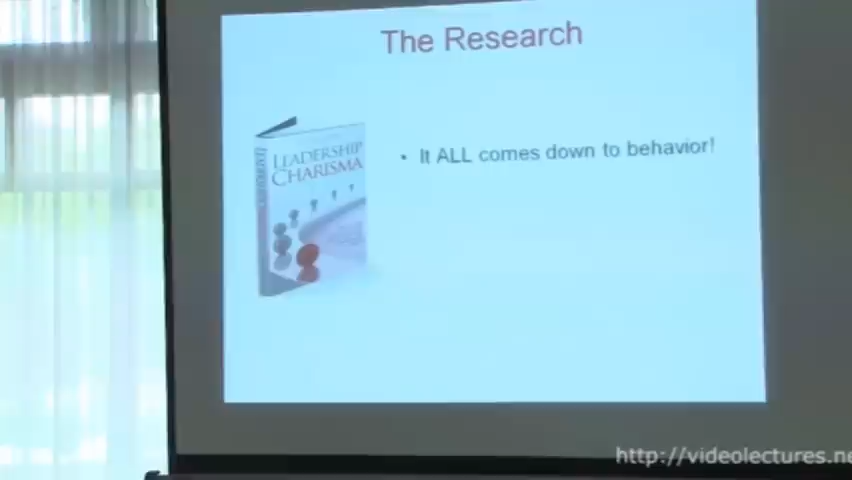 The Research
LEADERSHIP
CHARISMA
• It ALL comes down to behavior!
http://videolectures.ne